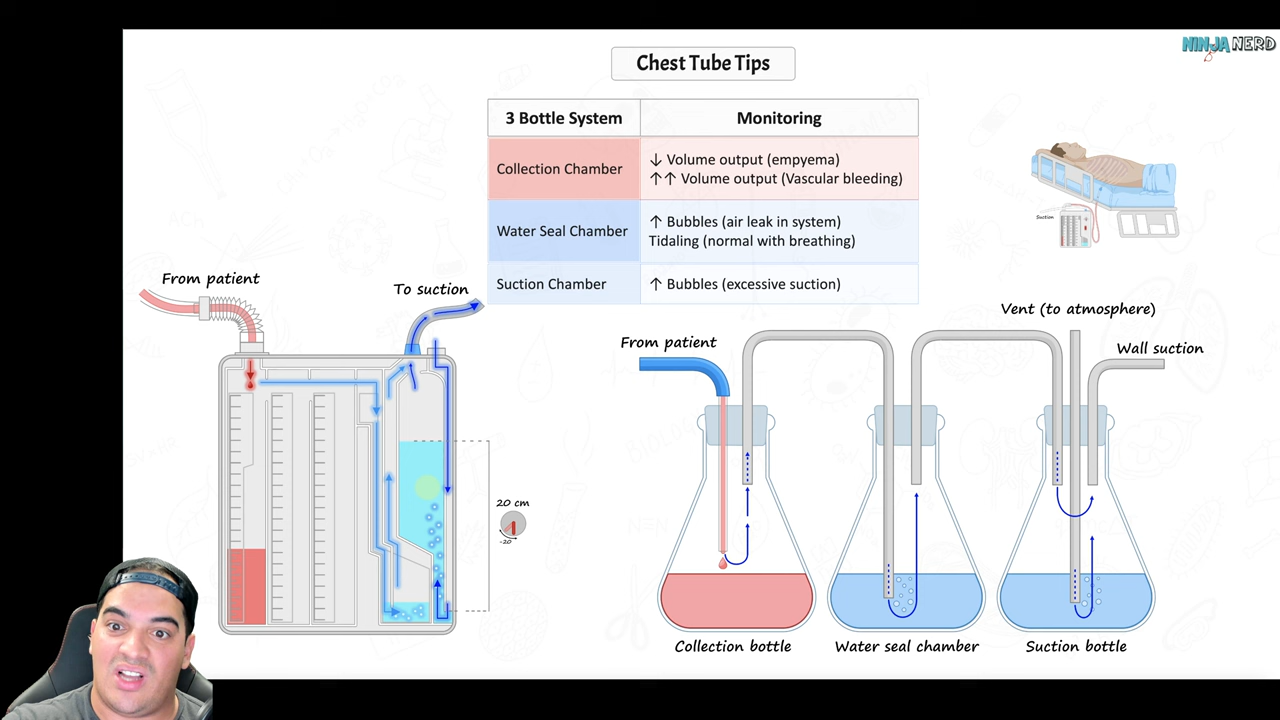 NINJA NERD
Chest Tube Tips
3 Bottle System
Monitoring
Collection Chamber
↓ Volume output (empyema)
↑↑ Volume output (Vascular bleeding)
Water Seal Chamber
↑ Bubbles (air leak in system)
Tidaling (normal with breathing)
Suction Chamber
↑ Bubbles (excessive suction)
Suction
From patient
To suction
20 cm
-20
From patient
Vent (to atmosphere)
Wall suction
Collection bottle
Water seal chamber
Suction bottle